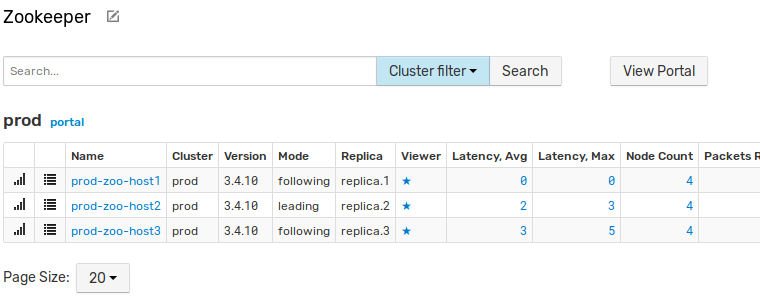 Zookeeper
Search... Cluster filter Search View Portal
prod portal
Name Cluster Version Mode Replica Viewer Latency, Avg Latency, Max Node Count Packets R
prod-zoo-host1 prod 3.4.10 following replica.1 ★ 0 0 4
prod-zoo-host2 prod 3.4.10 leading replica.2 ★ 2 3 4
prod-zoo-host3 prod 3.4.10 following replica.3 ★ 3 5 4
Page Size: 20